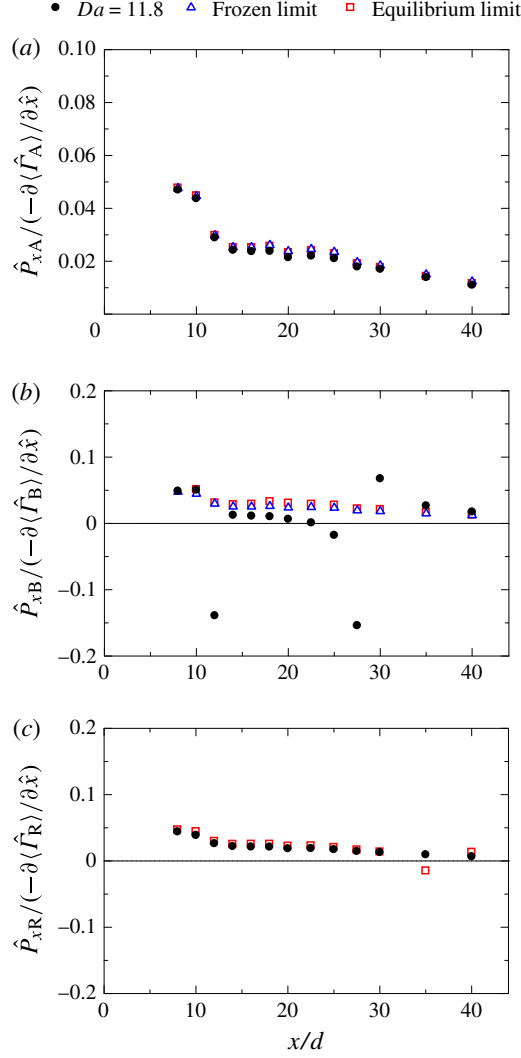 ● Da = 11.8 △ Frozen limit □ Equilibrium limit
(a)
0.10
0.08
0.06
0.04
0.02
0 10 20 30 40
P̂xA/(−∂⟨Γ̂A⟩/∂x̂)
(b)
0.2
0.1
0
−0.1
−0.2
0 10 20 30 40
P̂xB/(−∂⟨Γ̂B⟩/∂x̂)
(c)
0.2
0.1
0
−0.1
−0.2
0 10 20 30 40
P̂xR/(−∂⟨Γ̂R⟩/∂x̂)
x/d